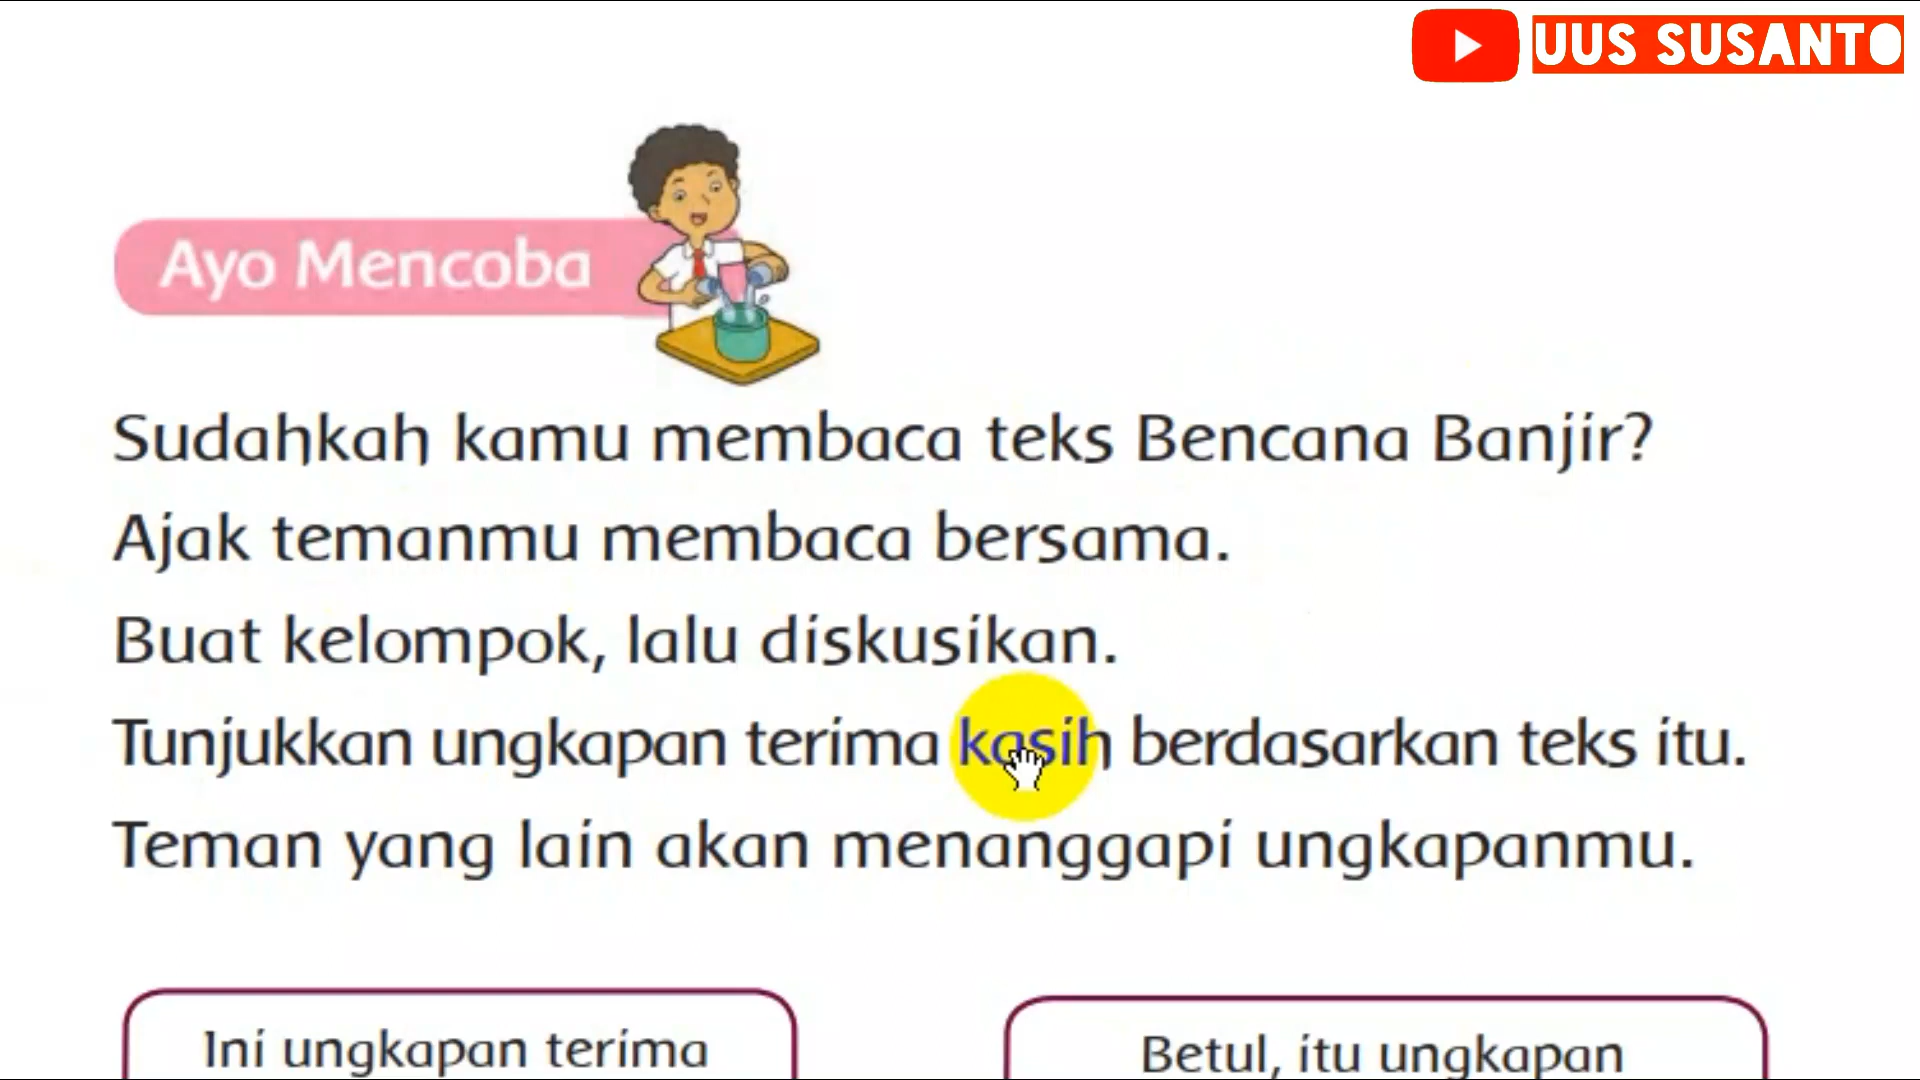 UUS SUSANTO
Ayo Mencoba
Sudahkah kamu membaca teks Bencana Banjir?
Ajak temanmu membaca bersama.
Buat kelompok, lalu diskusikan.
Tunjukkan ungkapan terima kasih berdasarkan teks itu.
Teman yang lain akan menanggapi ungkapanmu.
Ini ungkapan terima
Betul, itu ungkapan